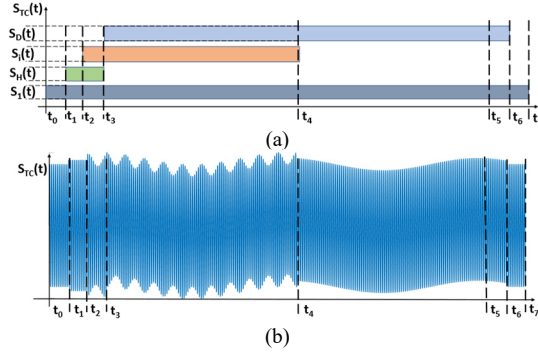 S_TC(t)
S_D(t)
S_i(t)
S_H(t)
S_1(t)
t_0 t_1 t_2 t_3 t_4 t_5 t_6 t
(a)
S_TC(t)
t_0 t_1 t_2 t_3 t_4 t_5 t_6 t_7
(b)